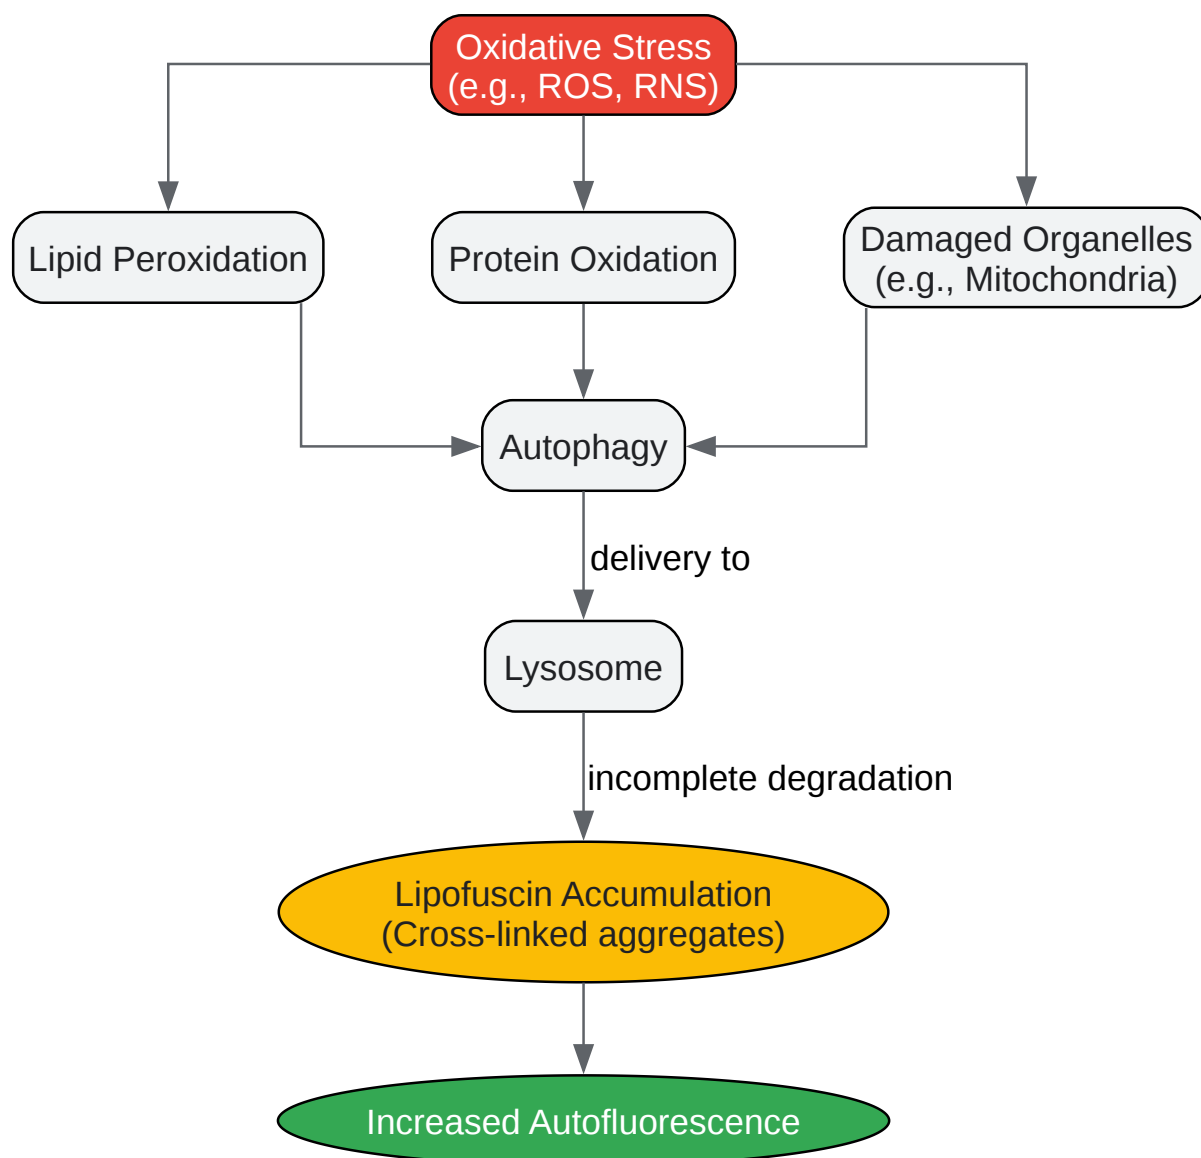 Oxidative Stress
(e.g., ROS, RNS)
Lipid Peroxidation
Protein Oxidation
Damaged Organelles
(e.g., Mitochondria)
Autophagy
delivery to
Lysosome
incomplete degradation
Lipofuscin Accumulation
(Cross-linked aggregates)
Increased Autofluorescence